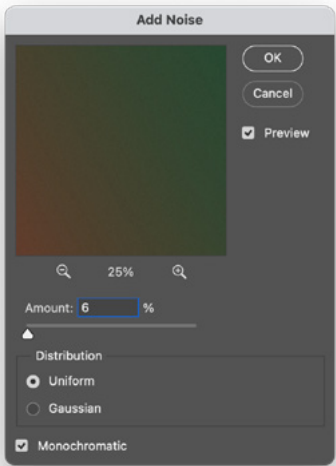 Add Noise
OK
Cancel
Preview
25%
Amount: 6 %
Distribution
Uniform
Gaussian
Monochromatic